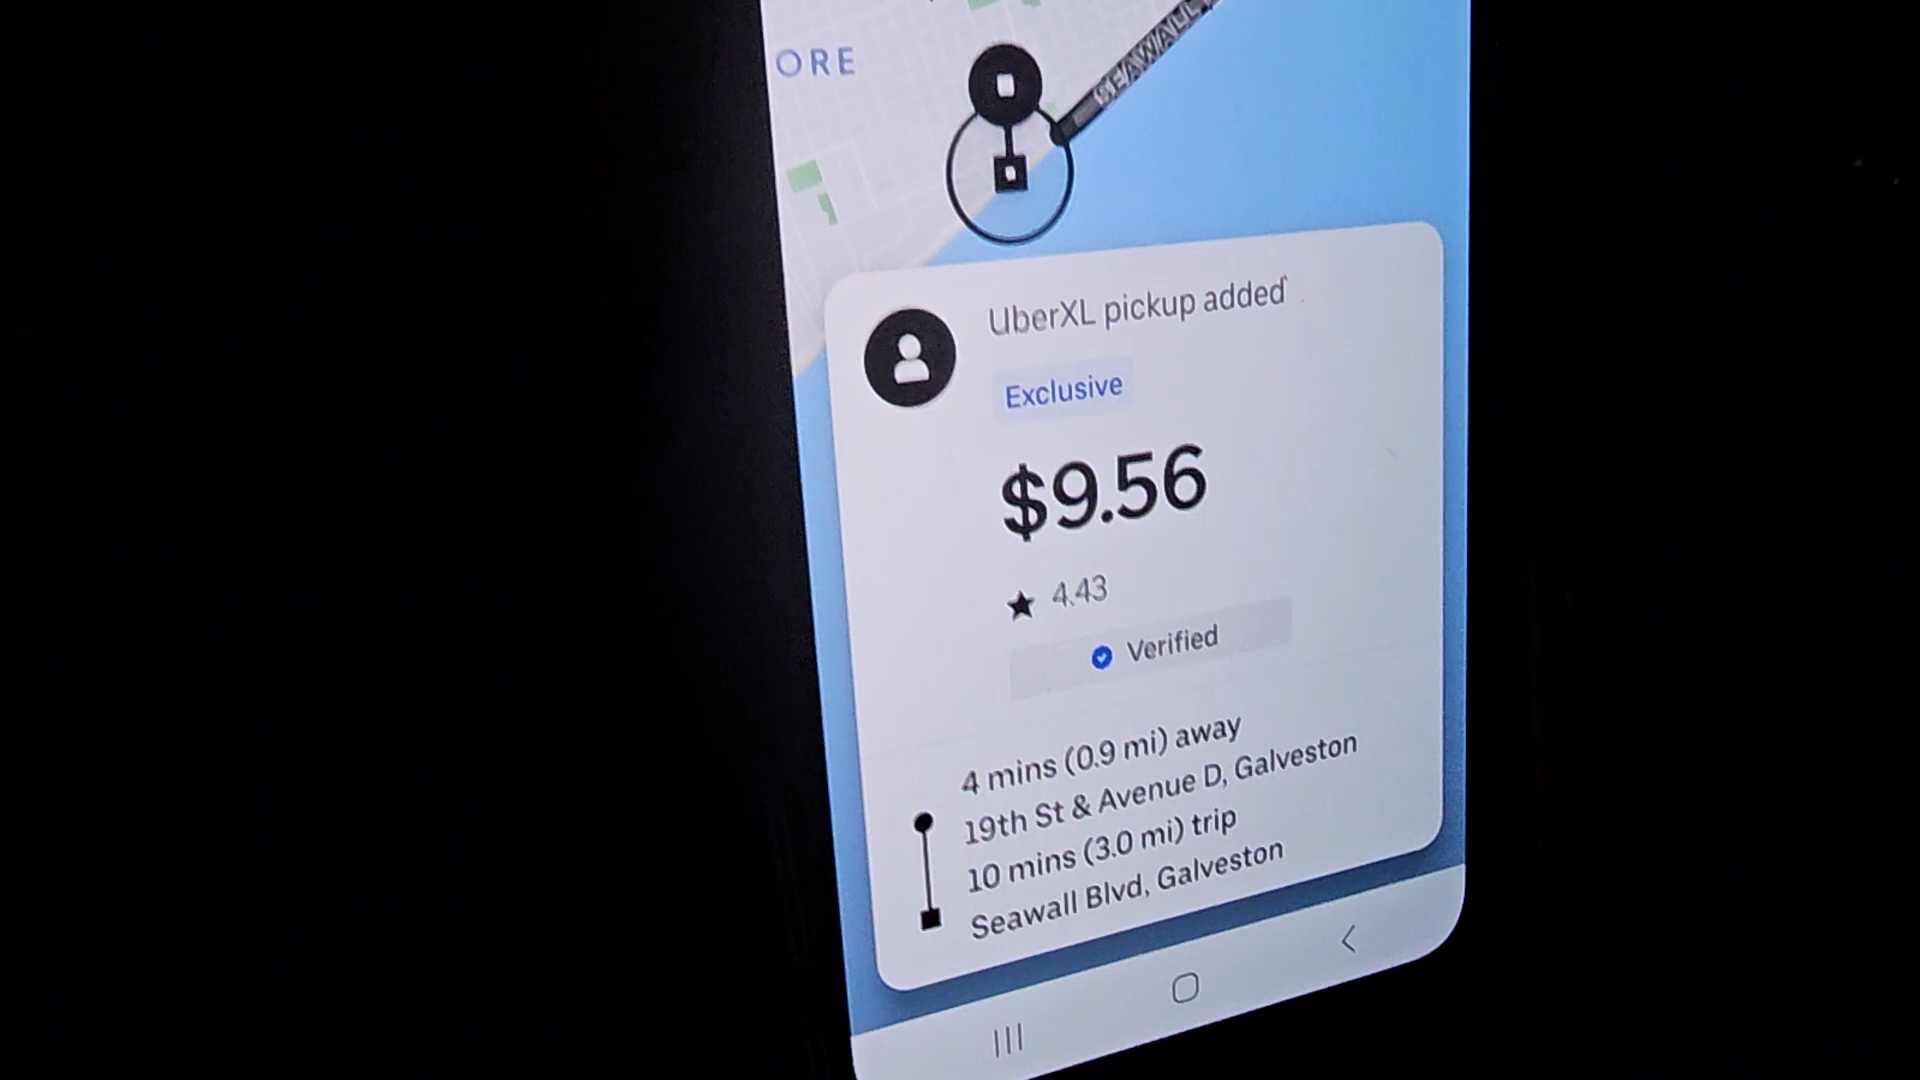 ORE
SEAWALL
UberXL pickup added
Exclusive
$9.56
4.43
Verified
4 mins (0.9 mi) away
19th St & Avenue D, Galveston
10 mins (3.0 mi) trip
Seawall Blvd, Galveston